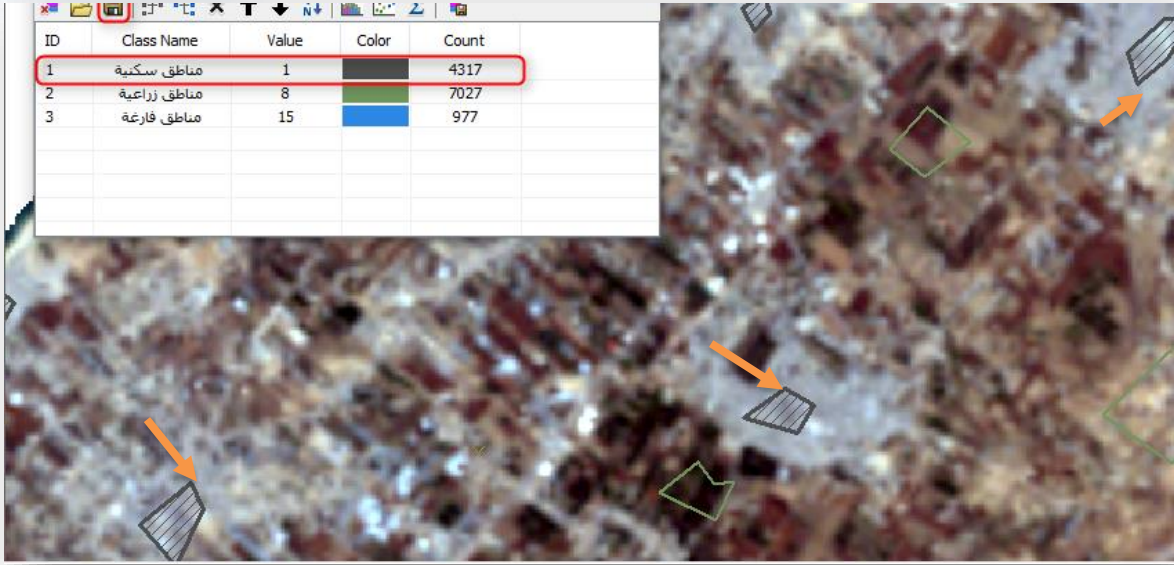 ID Class Name Value Color Count
1 مناطق سكنية 1 4317
2 مناطق زراعية 8 7027
3 مناطق فارغة 15 977